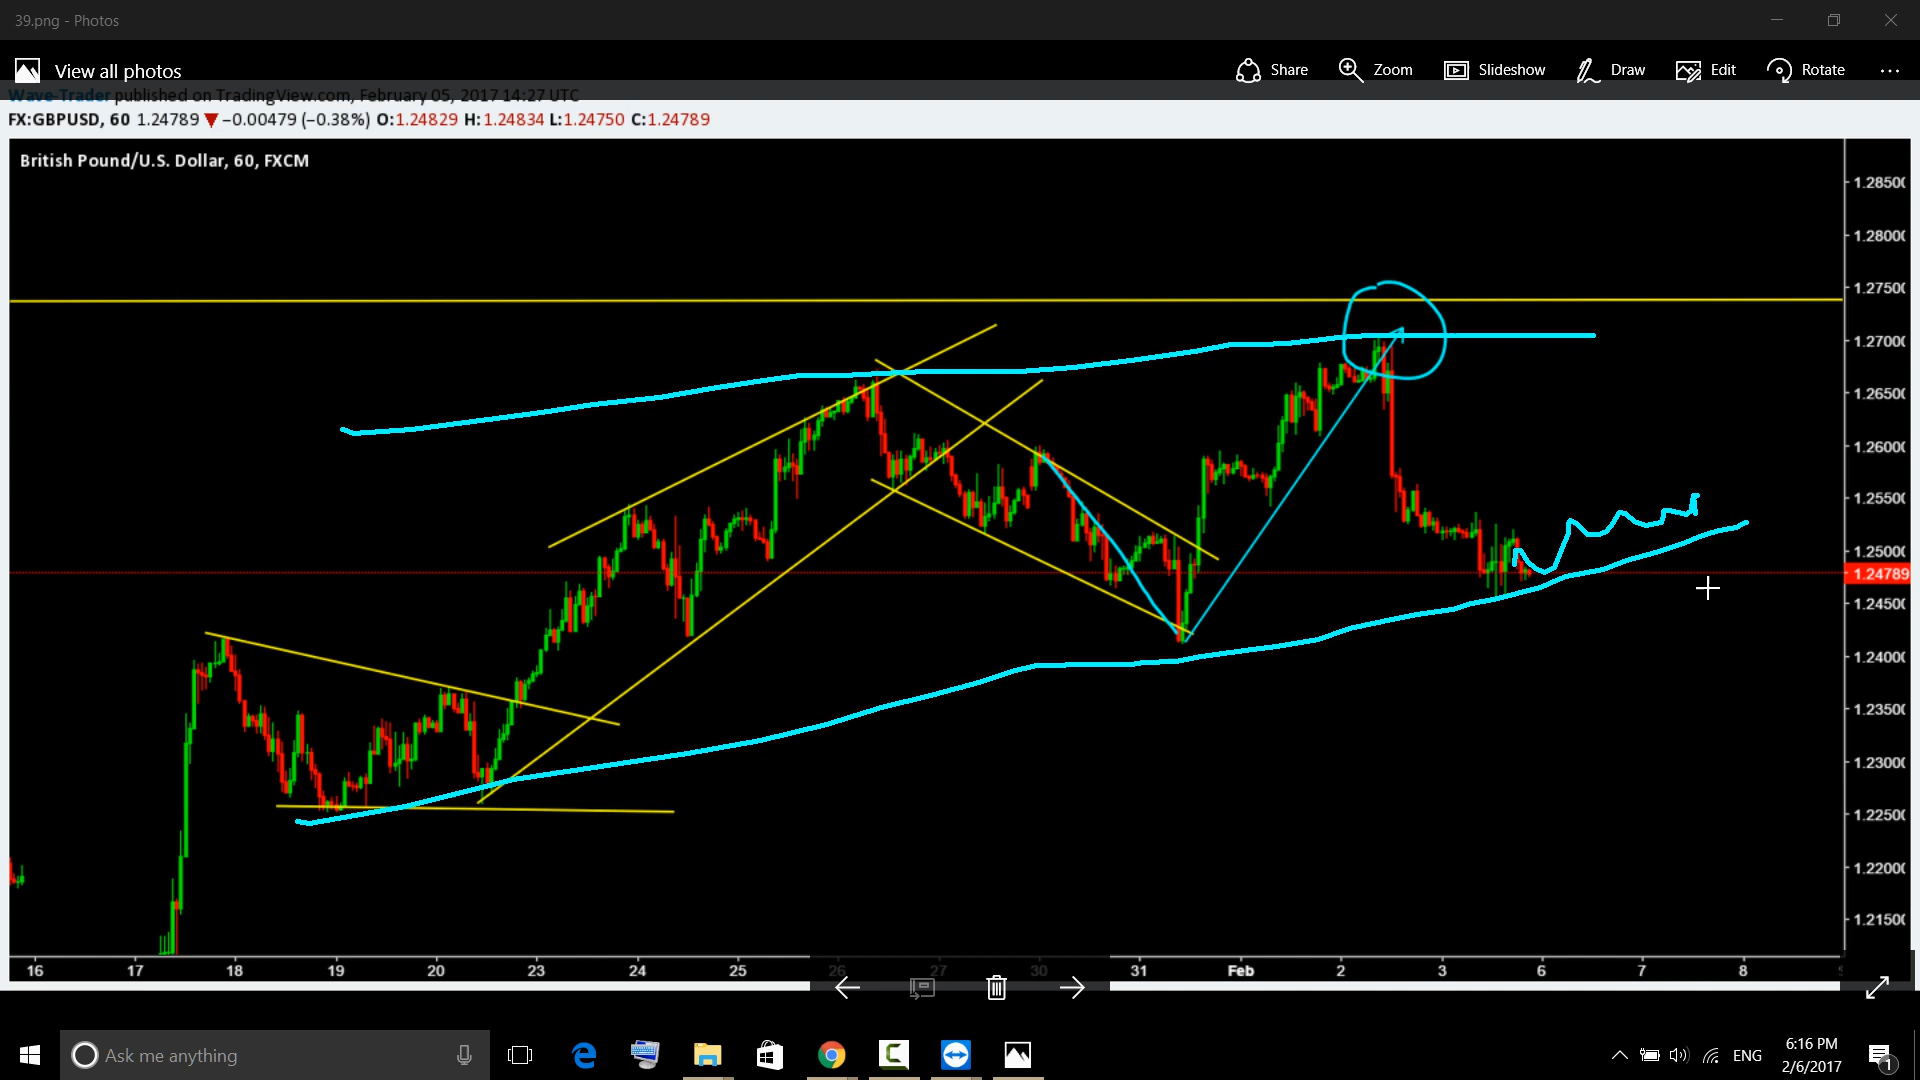 39.png - Photos
View all photos
Share
Zoom
Slideshow
Draw
Edit
Rotate
Wave-Trader published on TradingView.com, February 05, 2017 14:27 UTC
FX:GBPUSD, 60 1.24789 ▼ −0.00479 (−0.38%) O:1.24829 H:1.24834 L:1.24750 C:1.24789
British Pound/U.S. Dollar, 60, FXCM
1.2850
1.2800
1.2750
1.2700
1.2650
1.2600
1.2550
1.2500
1.24789
1.2450
1.2400
1.2350
1.2300
1.2250
1.2200
1.2150
16 17 18 19 20 23 24 25 26 27 30 31 Feb 2 3 6 7 8
Ask me anything
ENG
6:16 PM
2/6/2017
1